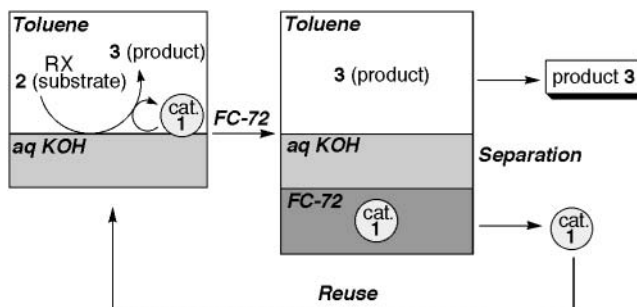 Toluene
3 (product)
RX
2 (substrate)
cat.
1
aq KOH
FC-72
Toluene
3 (product)
aq KOH
FC-72
cat.
1
product 3
Separation
cat.
1
Reuse